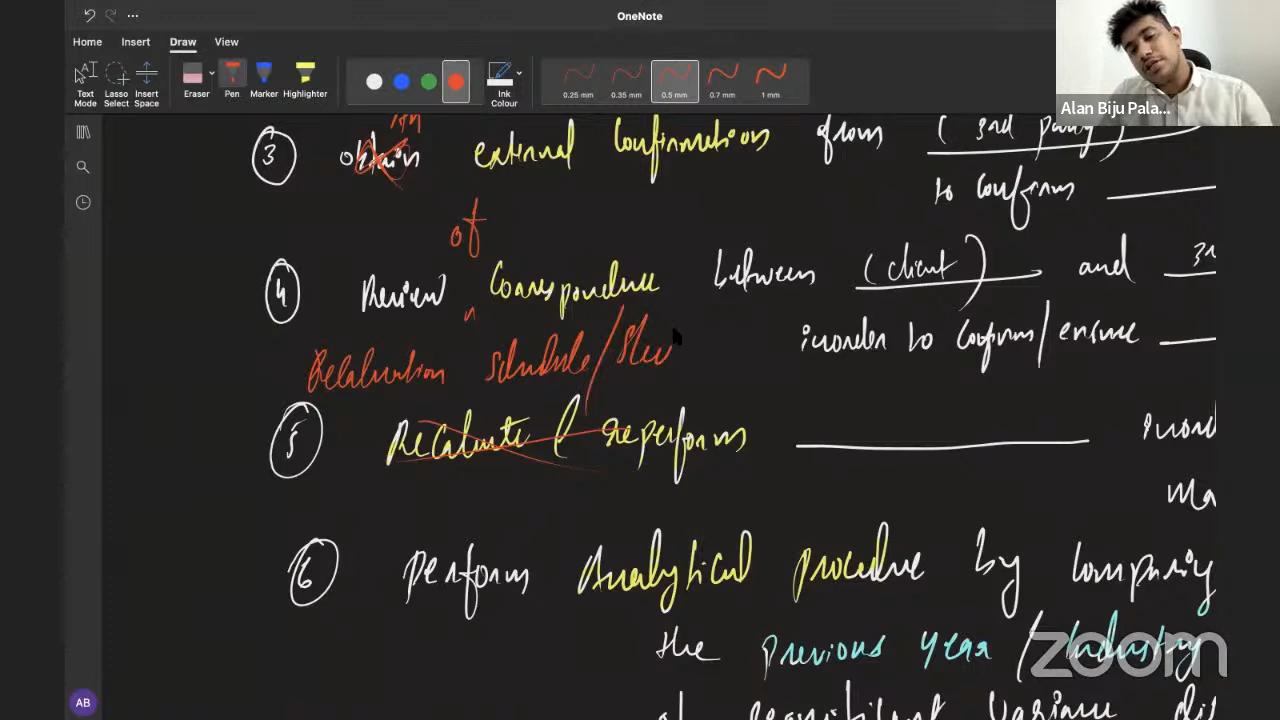 OneNote
Home Insert Draw View
Text Mode Lasso Select Insert Space Eraser Pen Marker Highlighter Ink Colour 0.25 mm 0.35 mm 0.5 mm 0.7 mm 1 mm
Alan Biju Pala...
3 external confirmations from (3rd party)
to confirm
of
4 Review Correspondence between (client) and
inorder to confirm/ensure
schedule/
5 Recalculate / reperform
6 perform Analytical procedure by comparing
the previous year / Industry
zoom
variance
AB